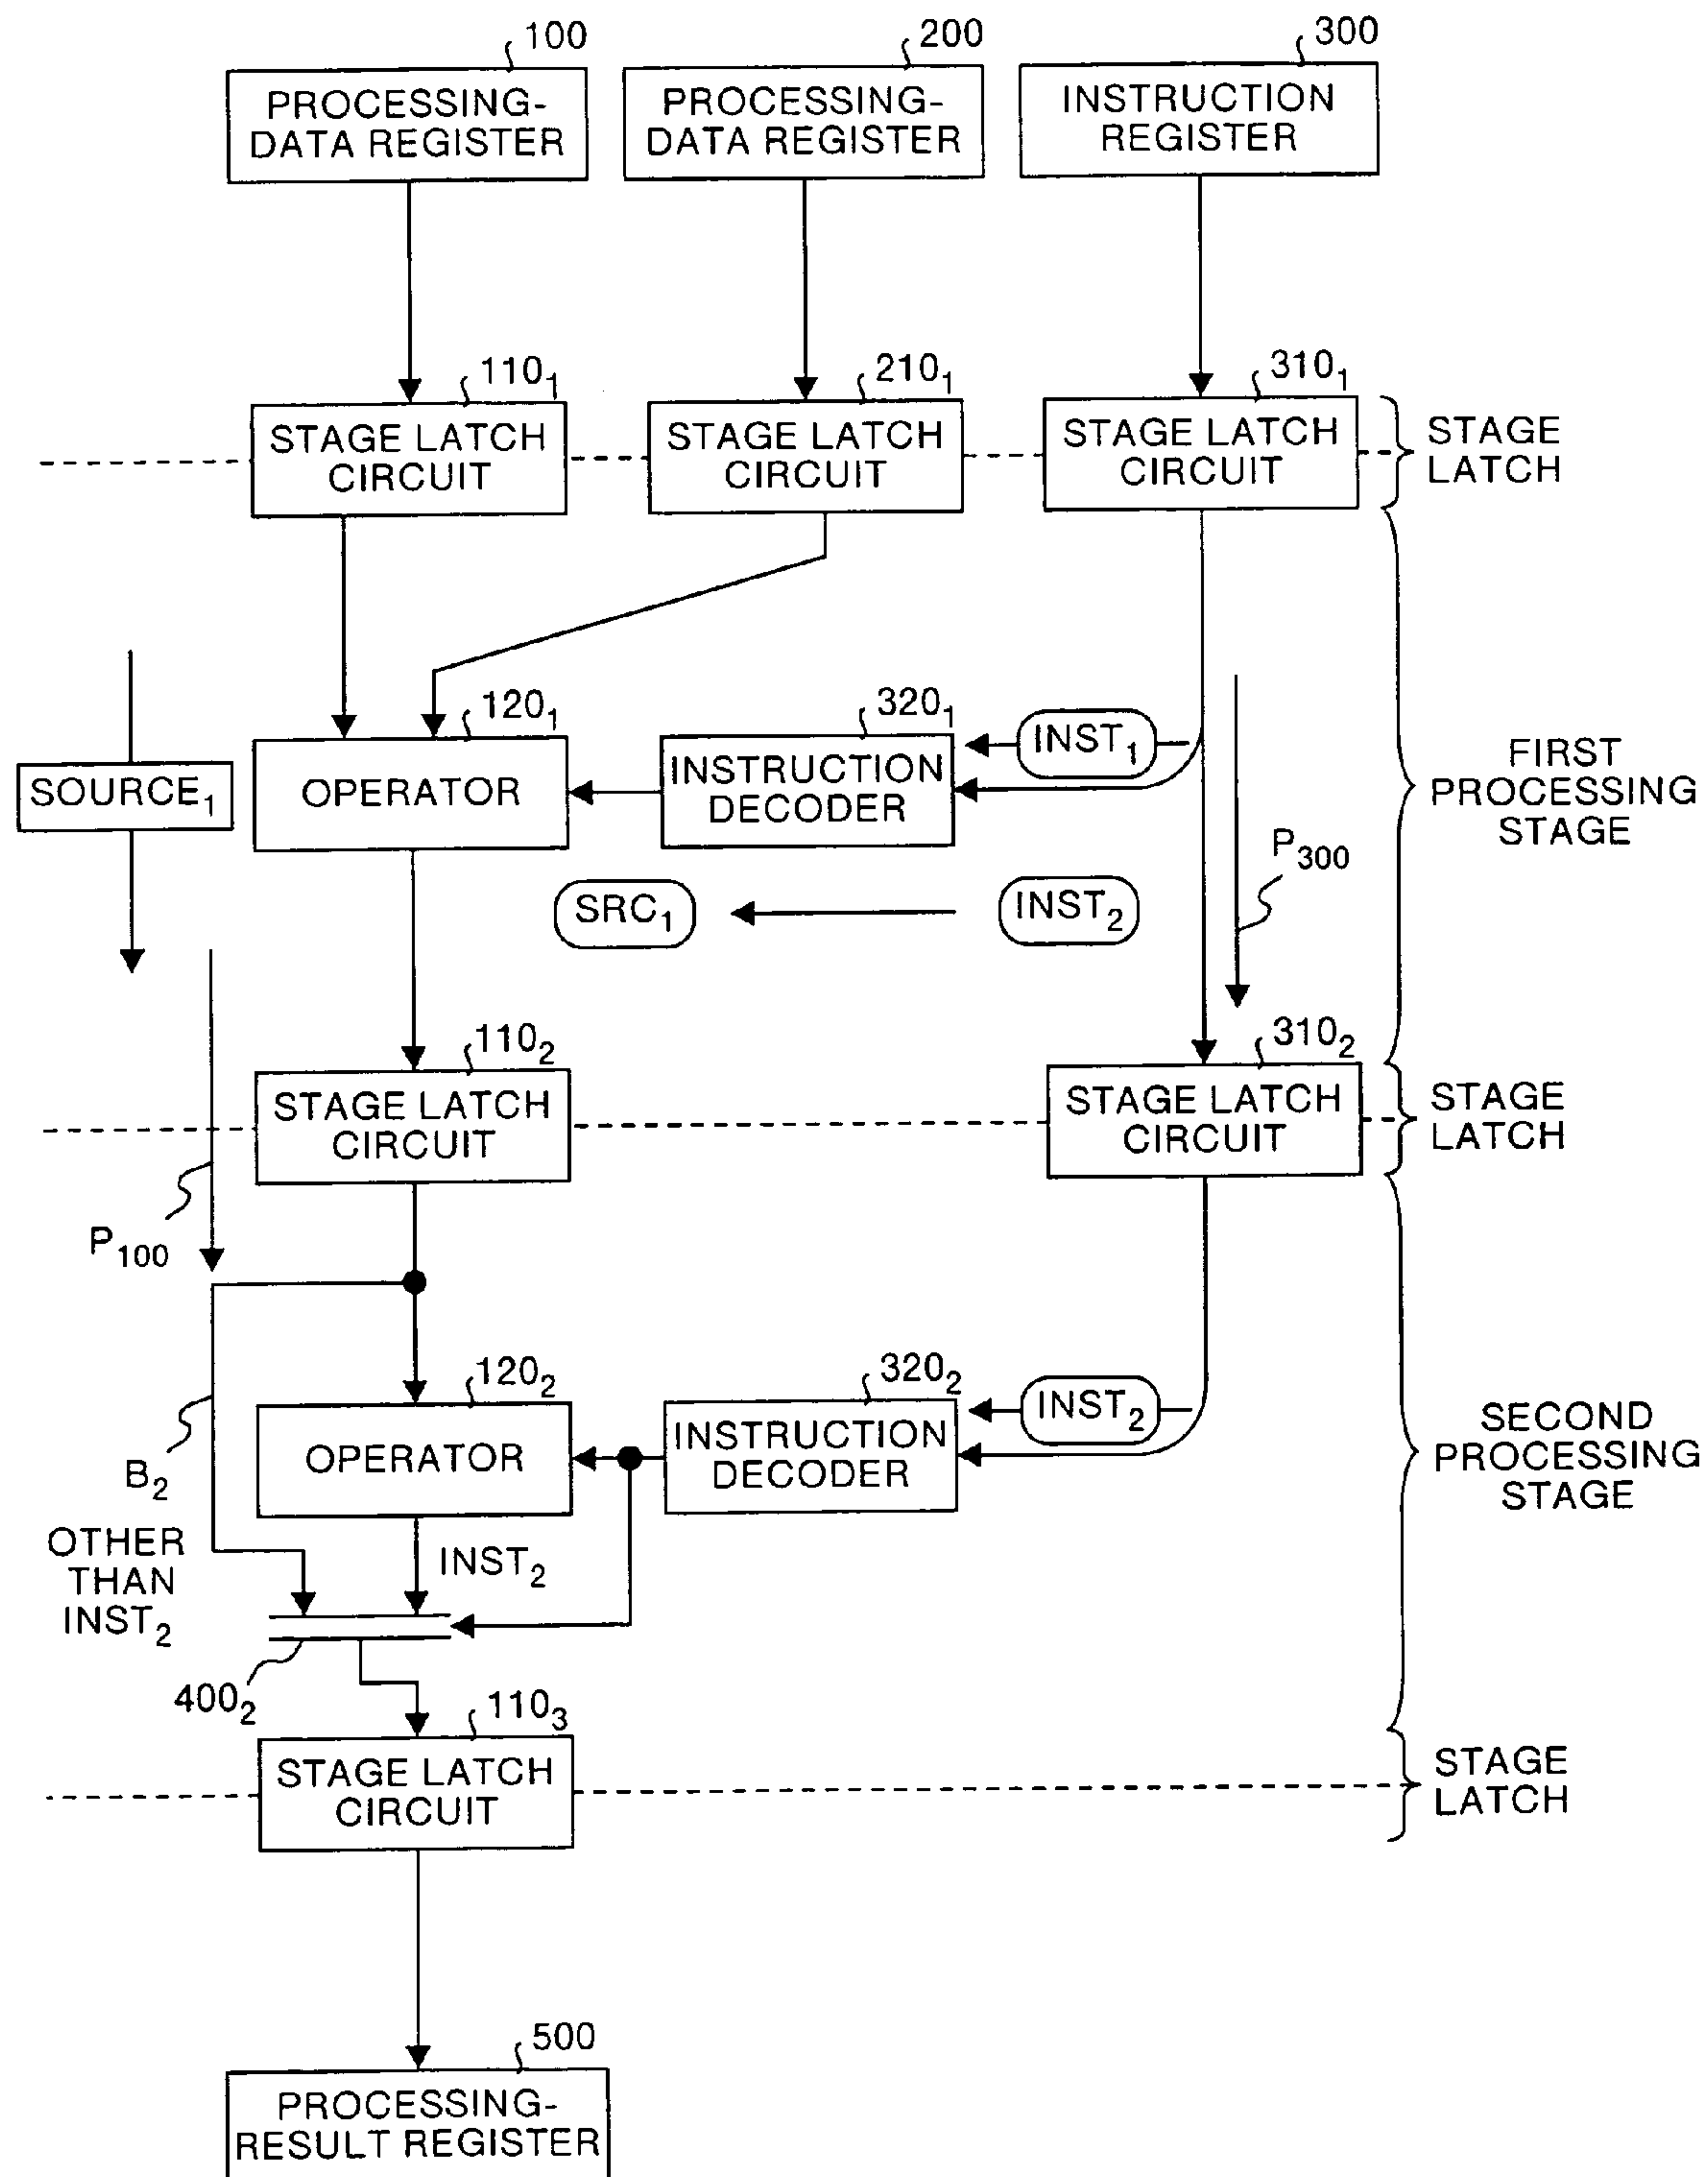 100
200
300
PROCESSING-
DATA REGISTER
PROCESSING-
DATA REGISTER
INSTRUCTION
REGISTER
110₁
210₁
310₁
STAGE LATCH
CIRCUIT
STAGE LATCH
CIRCUIT
STAGE LATCH
CIRCUIT
STAGE
LATCH
120₁
320₁
INST₁
SOURCE₁
OPERATOR
INSTRUCTION
DECODER
FIRST
PROCESSING
STAGE
P₃₀₀
SRC₁
INST₂
110₂
310₂
STAGE LATCH
CIRCUIT
STAGE LATCH
CIRCUIT
STAGE
LATCH
P₁₀₀
120₂
320₂
INST₂
OPERATOR
INSTRUCTION
DECODER
SECOND
PROCESSING
STAGE
B₂
OTHER
THAN
INST₂
INST₂
400₂
110₃
STAGE LATCH
CIRCUIT
STAGE
LATCH
500
PROCESSING-
RESULT REGISTER